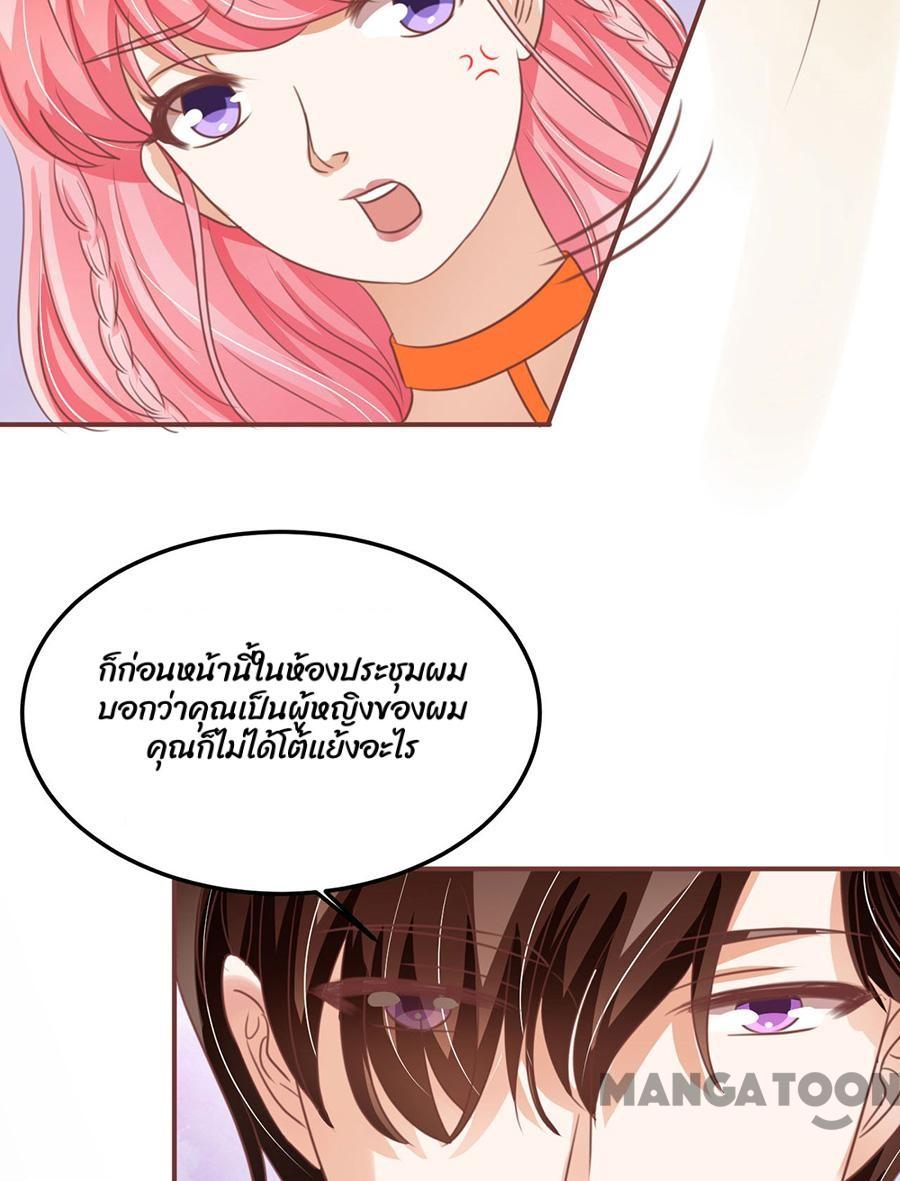 ก็ก่อนหน้านี้ในห้องประชุมผม
บอกว่าคุณเป็นผู้หญิงของผม
คุณก็ไม่ได้โต้แย้งอะไร
MANGATOON